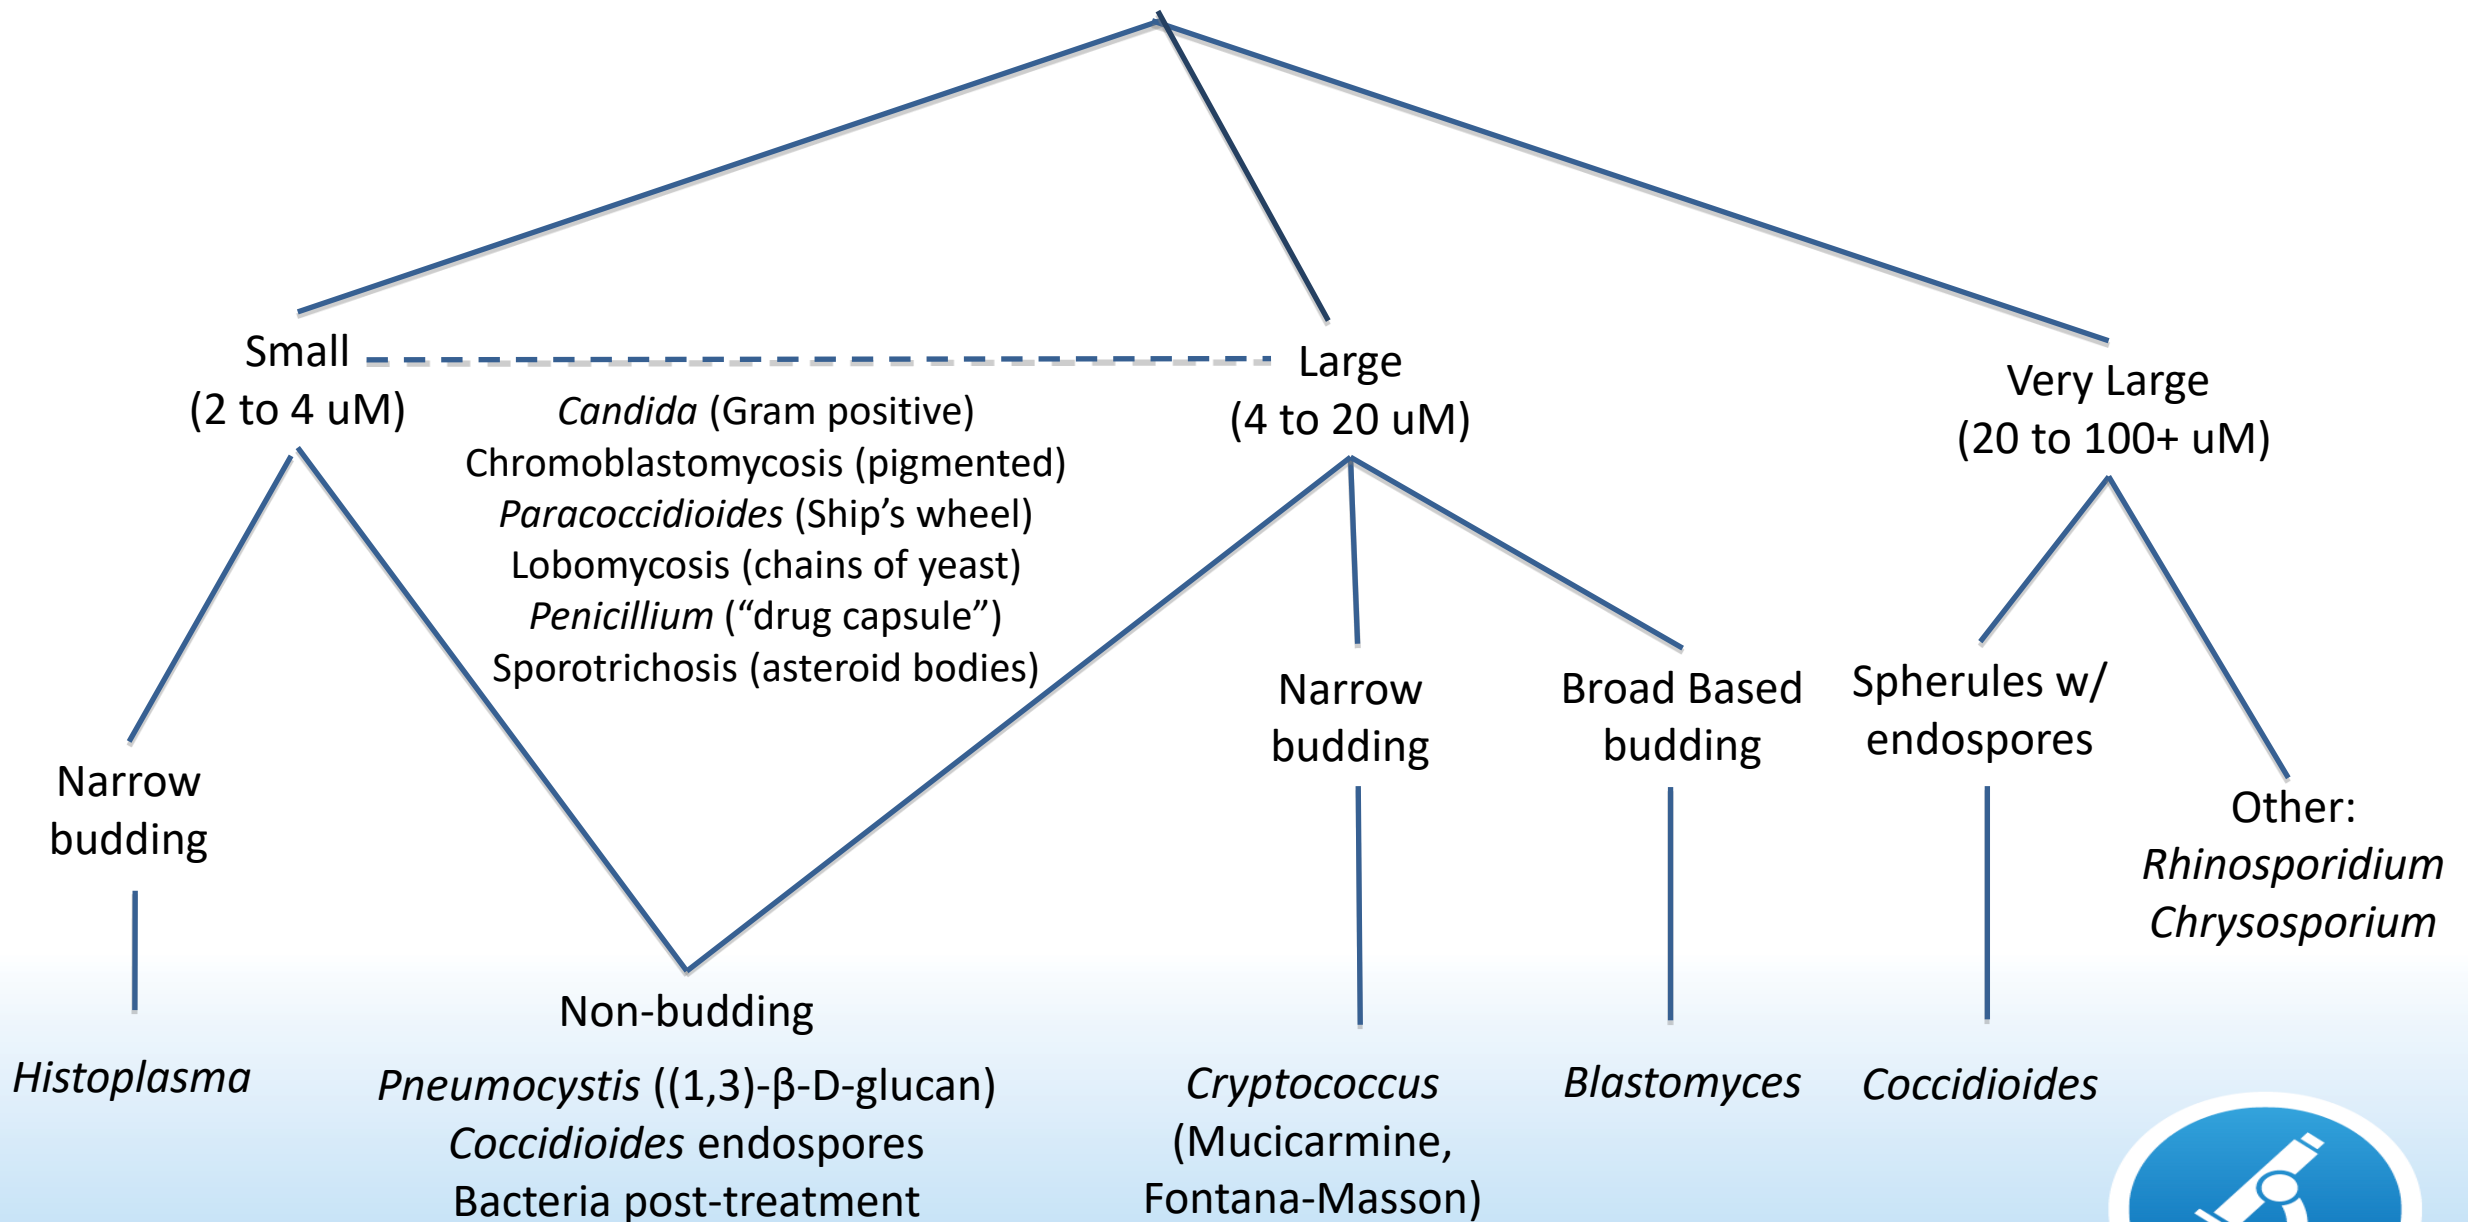 Small
(2 to 4 uM)
Candida (Gram positive)
Chromoblastomycosis (pigmented)
Paracoccidioides (Ship’s wheel)
Lobomycosis (chains of yeast)
Penicillium (“drug capsule”)
Sporotrichosis (asteroid bodies)
Large
(4 to 20 uM)
Very Large
(20 to 100+ uM)
Narrow
budding
Narrow
budding
Broad Based
budding
Spherules w/
endospores
Other:
Rhinosporidium
Chrysosporium
Histoplasma
Non-budding
Pneumocystis ((1,3)-β-D-glucan)
Coccidioides endospores
Bacteria post-treatment
Cryptococcus
(Mucicarmine,
Fontana-Masson)
Blastomyces
Coccidioides